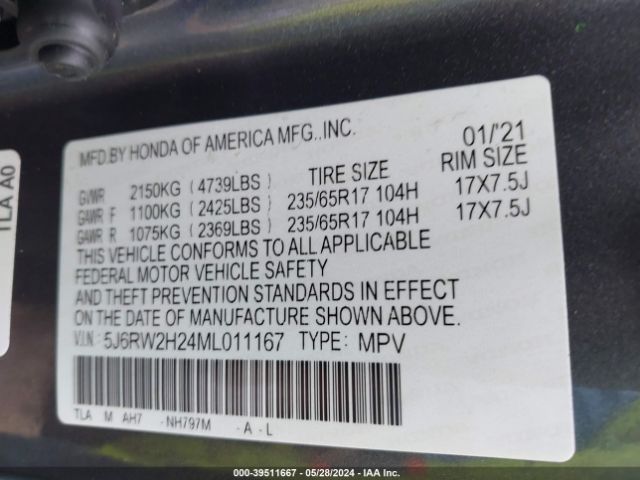 TLA A0
MFD.BY HONDA OF AMERICA MFG.,INC. 01/'21
TIRE SIZE RIM SIZE
GVWR 2150KG (4739LBS)
GAWR F 1100KG (2425LBS) 235/65R17 104H 17X7.5J
GAWR R 1075KG (2369LBS) 235/65R17 104H 17X7.5J
THIS VEHICLE CONFORMS TO ALL APPLICABLE
FEDERAL MOTOR VEHICLE SAFETY
AND THEFT PREVENTION STANDARDS IN EFFECT
ON THE DATE OF MANUFACTURE SHOWN ABOVE.
V.I.N: 5J6RW2H24ML011167 TYPE: MPV
TLA M AH7 -NH797M -A-L
000-39511667 - 05/28/2024 - IAA Inc.